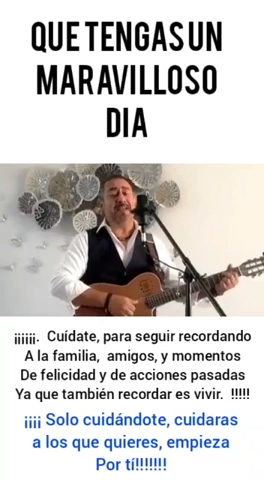 QUE TENGAS UN
MARAVILLOSO
DIA
¡¡¡¡¡¡.  Cuídate, para seguir recordando
A la familia,  amigos, y momentos
De felicidad y de acciones pasadas
Ya que también recordar es vivir.  !!!!!
¡¡¡¡ Solo cuidándote, cuidaras
a los que quieres, empieza
Por tí!!!!!!!